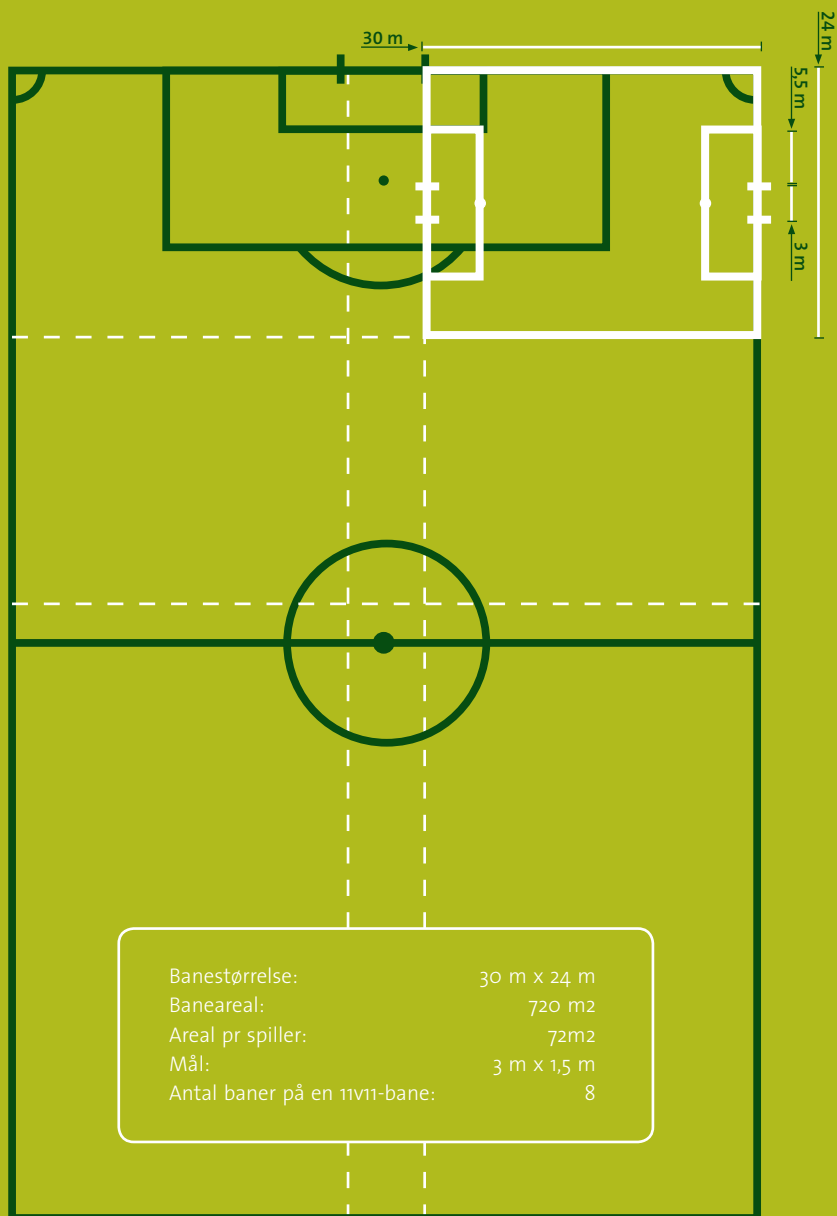 30 m
24 m
5,5 m
3 m
Banestørrelse: 30 m x 24 m
Baneareal: 720 m2
Areal pr spiller: 72m2
Mål: 3 m x 1,5 m
Antal baner på en 11v11-bane: 8